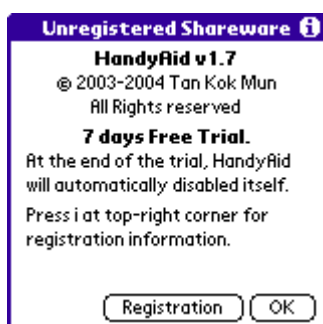 Unregistered Shareware i
HandyAid v1.7
© 2003-2004 Tan Kok Mun
All Rights reserved
7 days Free Trial.
At the end of the trial, HandyAid
will automatically disabled itself.
Press i at top-right corner for
registration information.
Registration OK